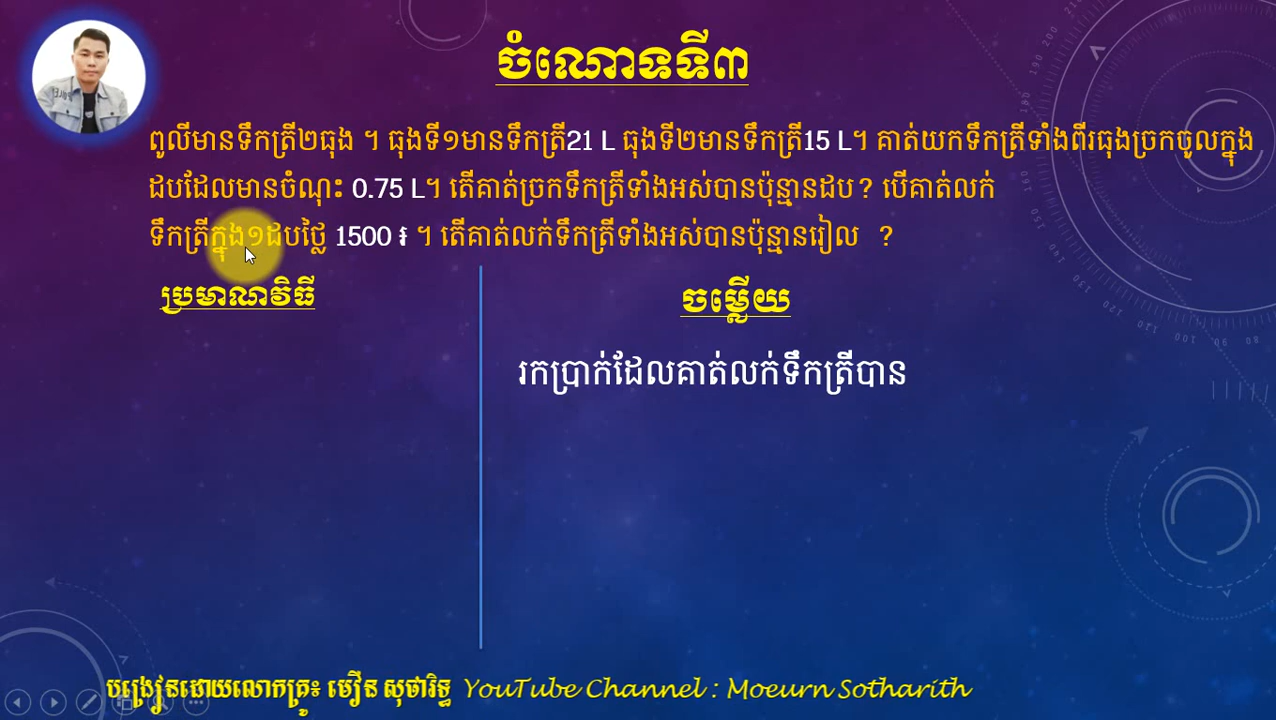 ចំណោទទី៣
ពូលីមានទឹកត្រី២ធុង ។ ធុងទី១មានទឹកត្រី21 L ធុងទី២មានទឹកត្រី15 L។ គាត់យកទឹកត្រីទាំងពីរធុងច្រកចូលក្នុង
ដបដែលមានចំណុះ 0.75 L។ តើគាត់ច្រកទឹកត្រីទាំងអស់បានប៉ុន្មានដប? បើគាត់លក់
ទឹកត្រីក្នុង១ដបថ្លៃ 1500 ៛ ។ តើគាត់លក់ទឹកត្រីទាំងអស់បានប៉ុន្មានរៀល ?
ប្រមាណវិធី
ចម្លើយ
រកប្រាក់ដែលគាត់លក់ទឹកត្រីបាន
បង្រៀនដោយលោកគ្រូ៖ មឿន សុថារិទ្ធ YouTube Channel : Moeurn Sotharith